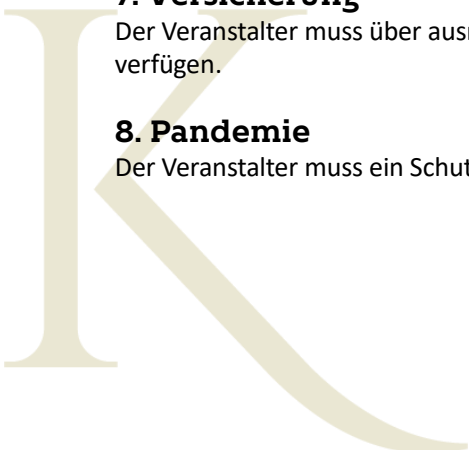 7. Versicherung
Der Veranstalter muss über
verfügen.
8. Pandemie
Der Veranstalter muss ein
K